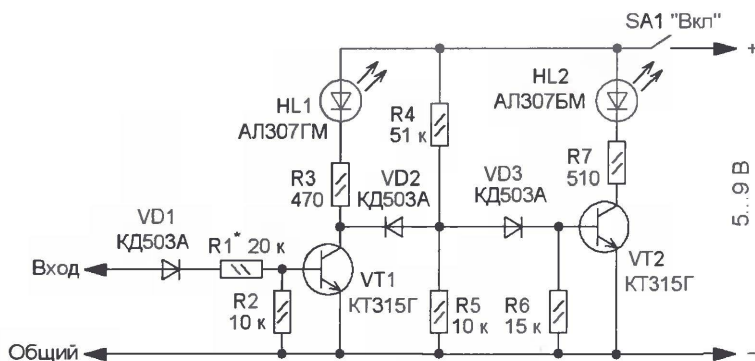 SA1 "Вкл"
+
HL1
АЛ307ГМ
R4
51 к
HL2
АЛ307БМ
R3
470
VD2
КД503А
VD3
КД503А
R7
510
5...9 В
VD1
КД503А
R1* 20 к
Вход
R2
10 к
VT1
КТ315Г
R5
10 к
R6
15 к
VT2
КТ315Г
Общий
–